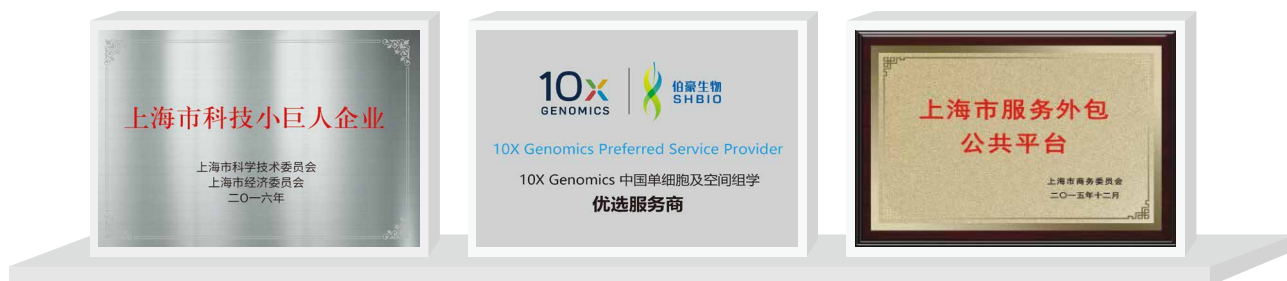 上海市科技小巨人企业
上海市科学技术委员会
上海市经济委员会
二〇一六年
10x
GENOMICS
伯豪生物
SHBIO
10X Genomics Preferred Service Provider
10X Genomics 中国单细胞及空间组学
优选服务商
上海市服务外包
公共平台
上海市商务委员会
二〇一五年十二月